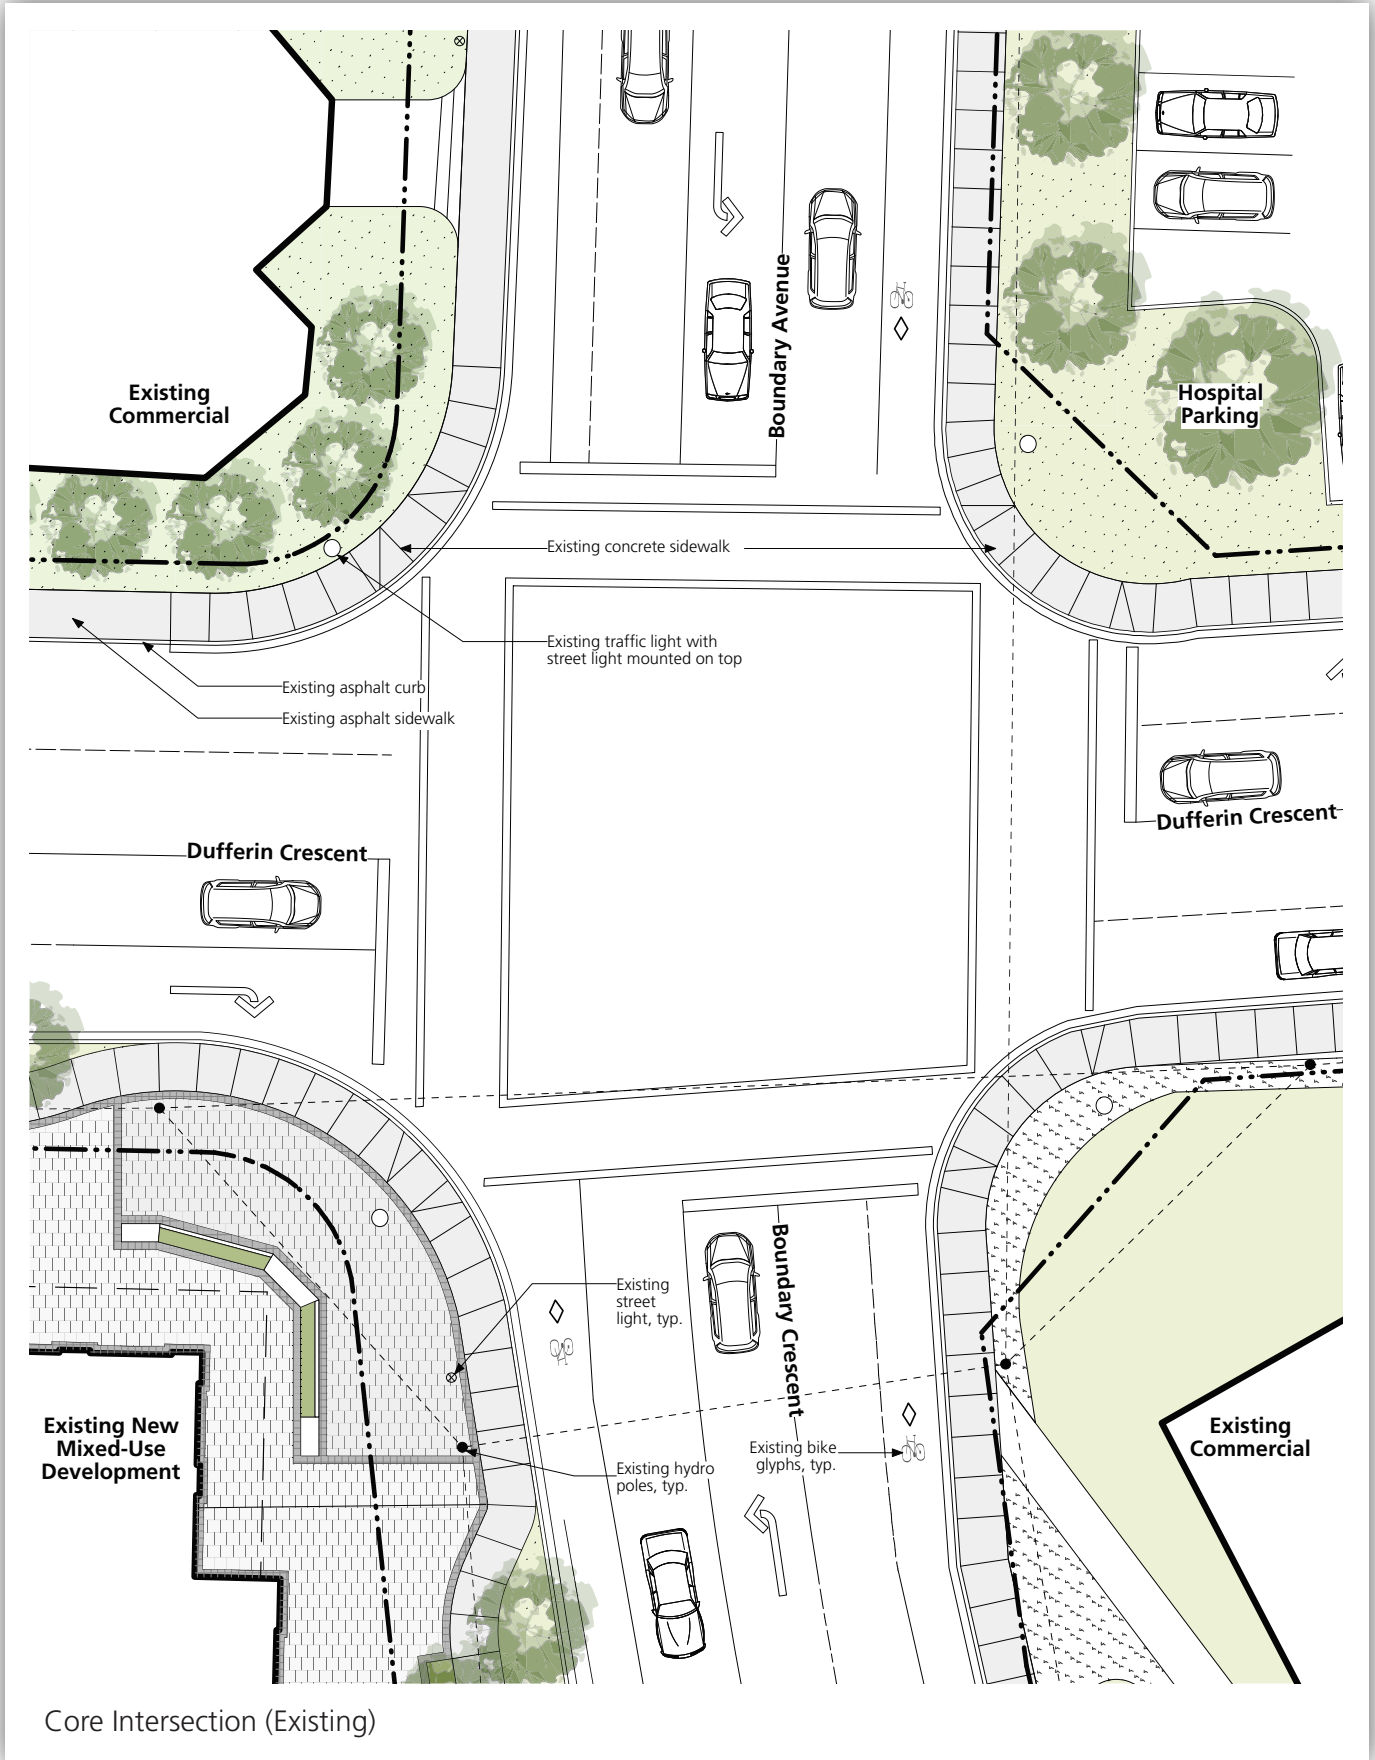 Boundary Avenue
Existing
Commercial
Hospital
Parking
Existing concrete sidewalk
Existing traffic light with
street light mounted on top
Existing asphalt curb
Existing asphalt sidewalk
Dufferin Crescent
Dufferin Crescent
Boundary Crescent
Existing
street
light, typ.
Existing New
Mixed-Use
Development
Existing hydro
poles, typ.
Existing bike
glyphs, typ.
Existing
Commercial
Core Intersection (Existing)